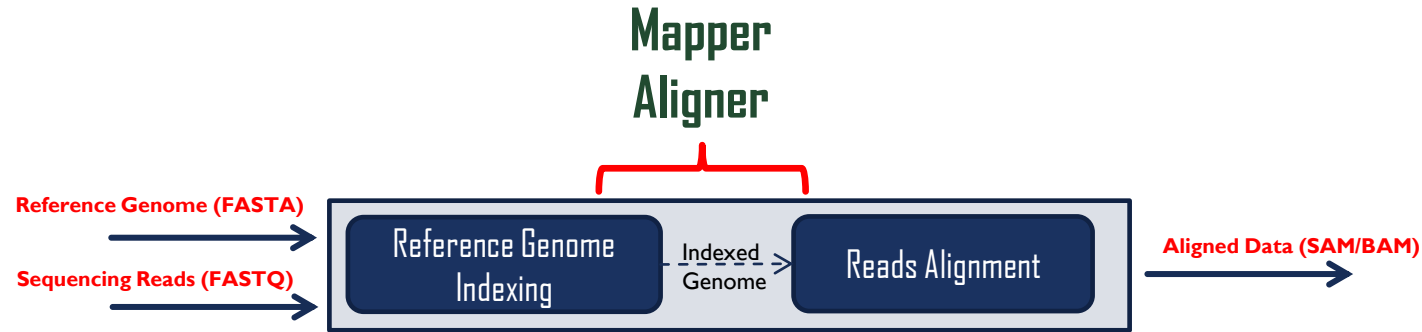 Mapper
Aligner
Reference Genome (FASTA)
Sequencing Reads (FASTQ)
Reference Genome
Indexing
Indexed
Genome
Reads Alignment
Aligned Data (SAM/BAM)